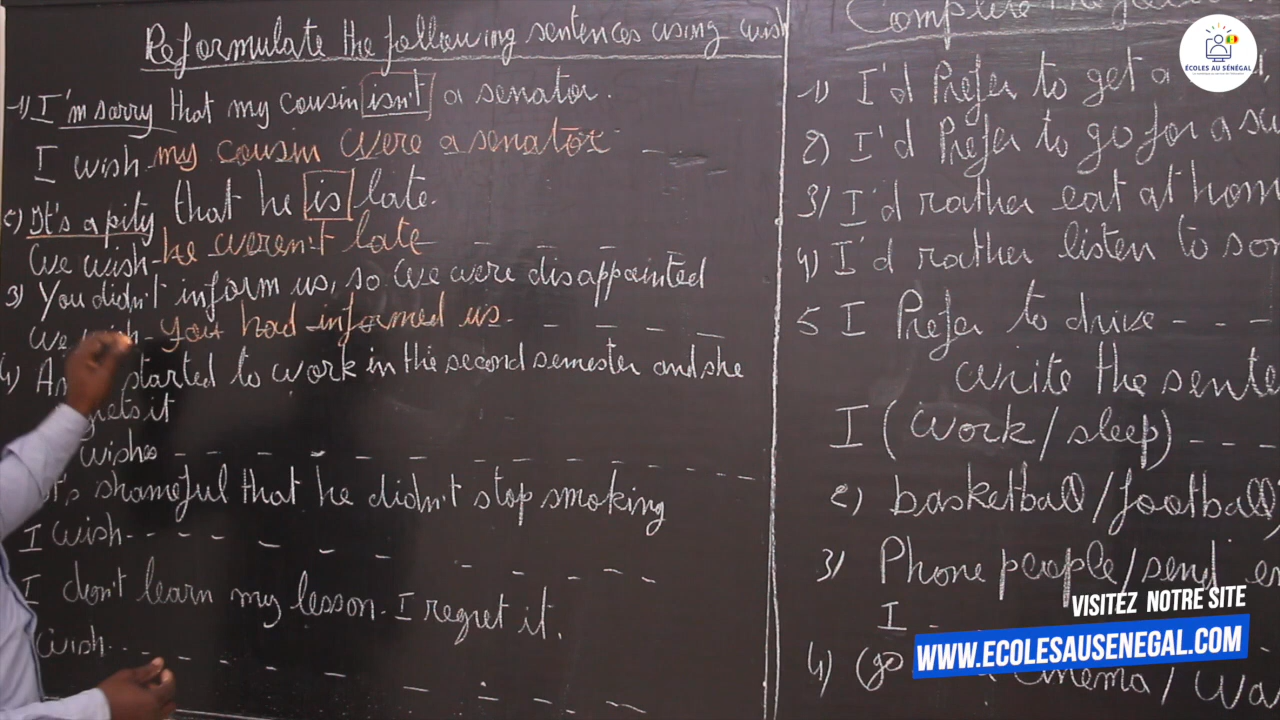 Reformulate the following sentences using wish
1) I'm sorry that my cousin isn't a senator.
I wish my cousin were a senator
2) It's a pity that he is late.
We wish he weren't late
3) You didn't inform us, so we were disappointed
We wish you had informed us
4) started to work in the second semester and she
it
wishes
shameful that he didn't stop smoking
I wish
I don't learn my lesson. I regret it.
wish
Complete the
1) I'd Prefer to get a
2) I'd Prefer to go for a
3) I'd rather eat at
4) I'd rather listen to
5 I Prefer to drive
write the
I (work/sleep)
2) basketball/football
3) Phone people/send
I
4) (go cinema/
ÉCOLES AU SÉNÉGAL
VISITEZ NOTRE SITE
WWW.ECOLESAUSENEGAL.COM